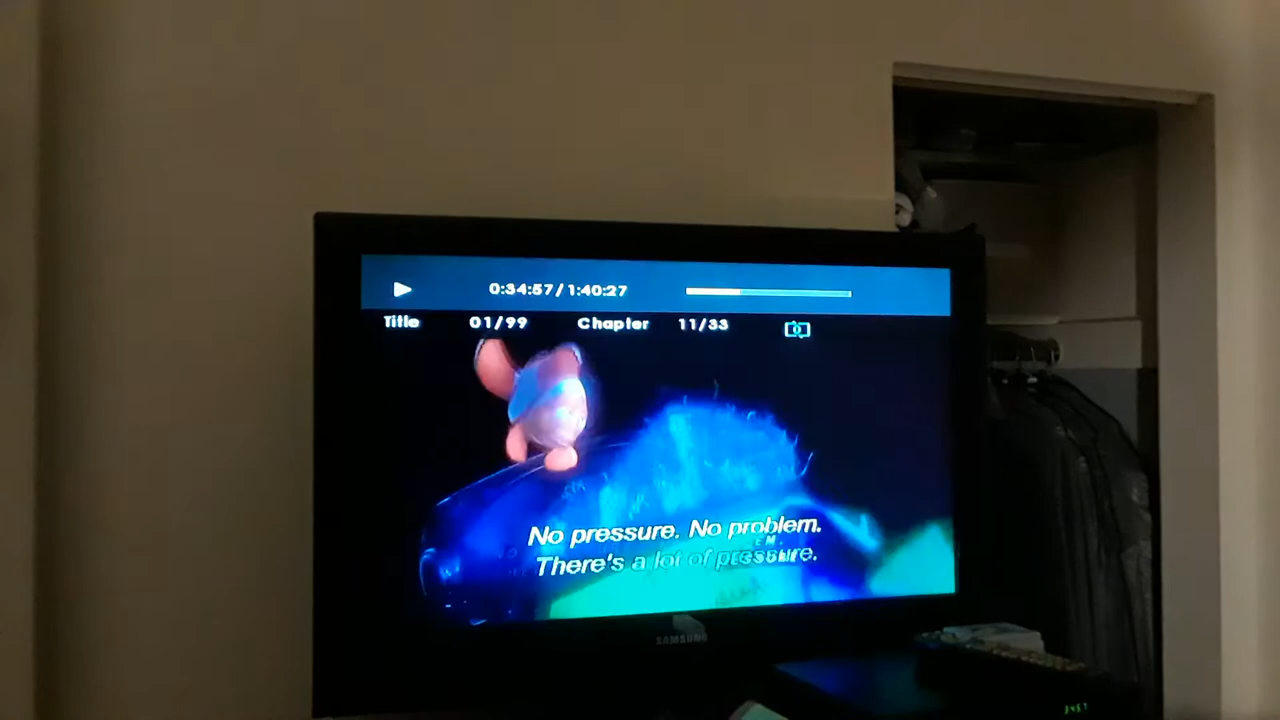 0:34:57/1:40:27
Title 01/99 Chapter 11/33
No pressure. No problem.
There's a lot of pressure.
SAMSUNG
3457